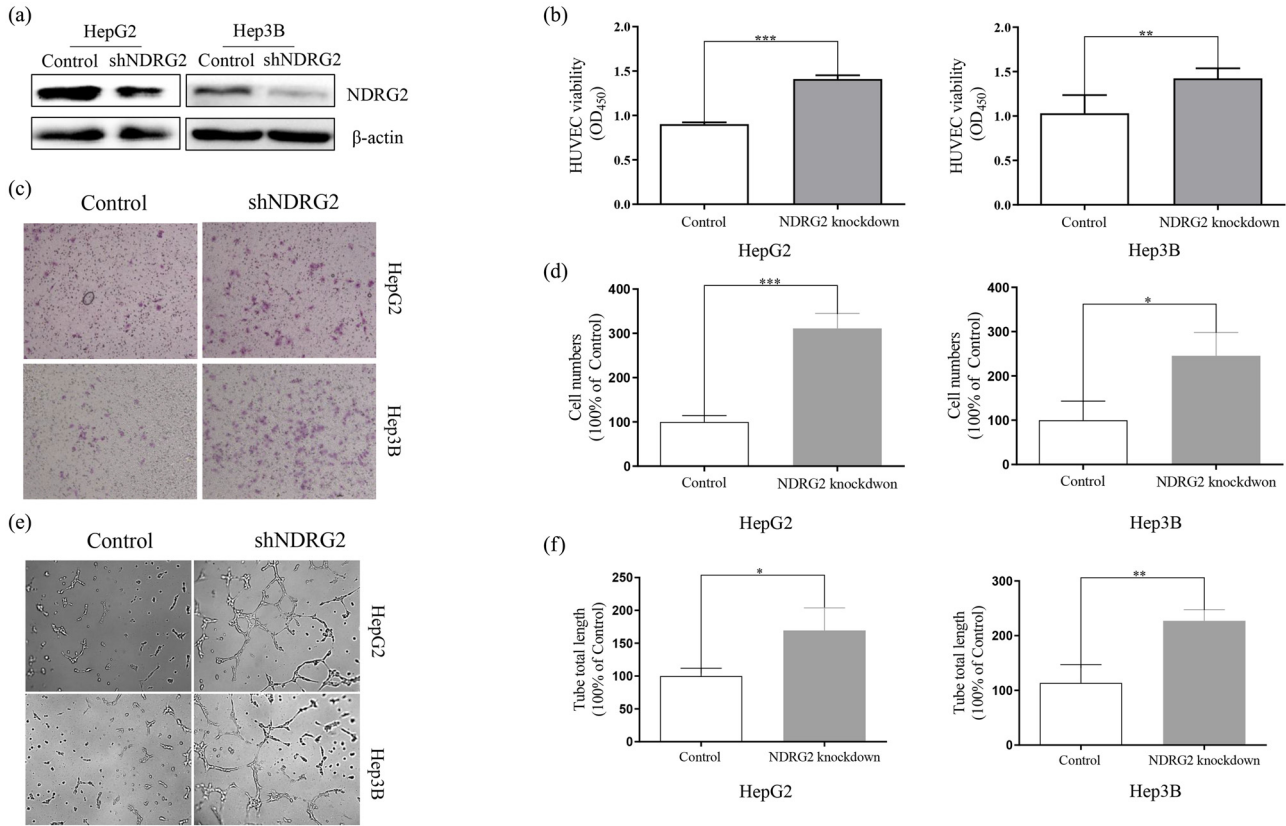 (a)
HepG2
Hep3B
Control shNDRG2
Control shNDRG2
NDRG2
β-actin
(b)
HUVEC viability
(OD450)
2.0
1.5
1.0
0.5
0.0
***
Control
NDRG2 knockdown
HepG2
HUVEC viability
(OD450)
2.0
1.5
1.0
0.5
0.0
**
Control
NDRG2 knockdown
Hep3B
(c)
Control
shNDRG2
HepG2
Hep3B
(d)
Cell numbers
(100% of Control)
400
300
200
100
0
***
Control
NDRG2 knockdwon
HepG2
Cell numbers
(100% of Control)
400
300
200
100
0
*
Control
NDRG2 knockdwon
Hep3B
(e)
Control
shNDRG2
HepG2
Hep3B
(f)
Tube total length
(100% of Control)
250
200
150
100
50
0
*
Control
NDRG2 knockdown
HepG2
Tube total length
(100% of Control)
300
200
100
0
**
Control
NDRG2 knockdown
Hep3B